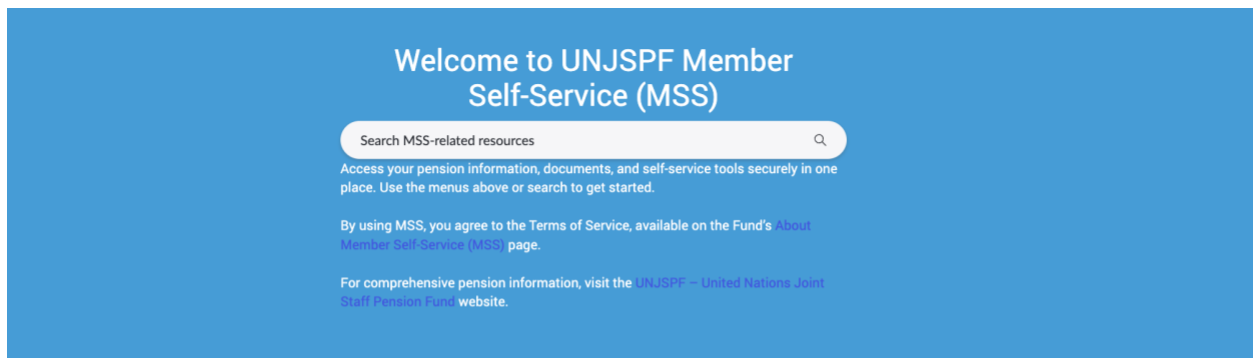 Welcome to UNJSPF Member
Self-Service (MSS)
Search MSS-related resources
Access your pension information, documents, and self-service tools securely in one
place. Use the menus above or search to get started.
By using MSS, you agree to the Terms of Service, available on the Fund's About
Member Self-Service (MSS) page.
For comprehensive pension information, visit the UNJSPF – United Nations Joint
Staff Pension Fund website.